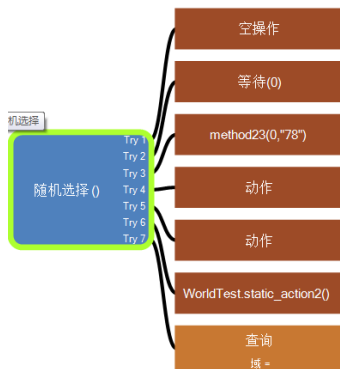 空操作
等待(0)
机选择
Try 1
Try 2
method23(0,"78")
Try 3
随机选择()
Try 4
动作
Try 5
动作
Try 6
Try 7
WorldTest.static_action2()
查询
域 =